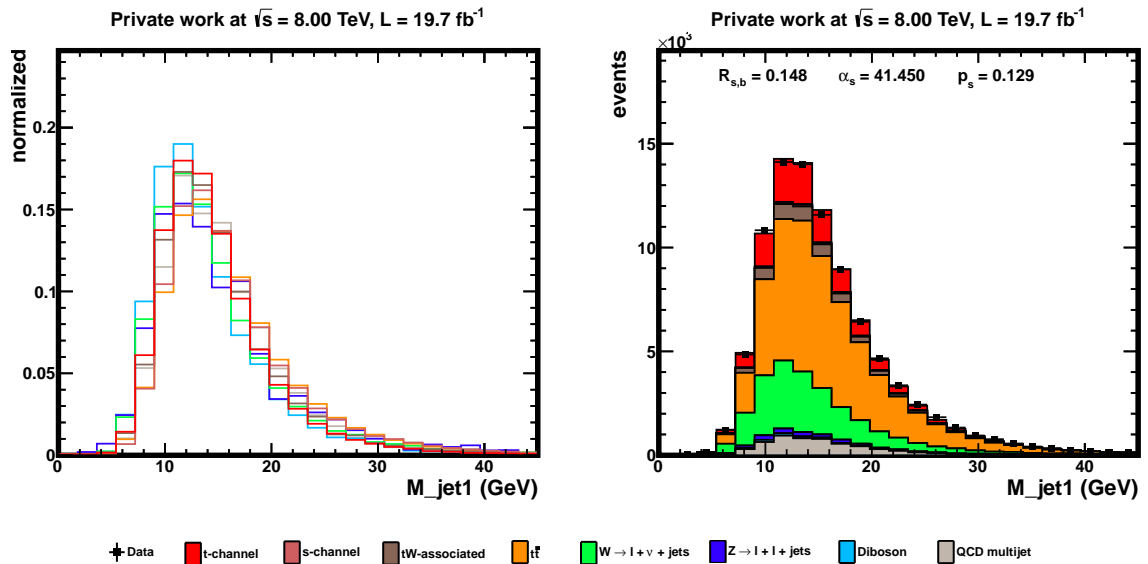 Private work at √s = 8.00 TeV, L = 19.7 fb⁻¹
normalized
0.2
0.15
0.1
0.05
0
0 10 20 30 40
M_jet1 (GeV)
Private work at √s = 8.00 TeV, L = 19.7 fb⁻¹
×10³
events
R_s,b = 0.148 α_s = 41.450 p_s = 0.129
15
10
5
0
0 10 20 30 40
M_jet1 (GeV)
Data t-channel s-channel tW-associated tt̄ W → l + ν + jets Z → l + l + jets Diboson QCD multijet